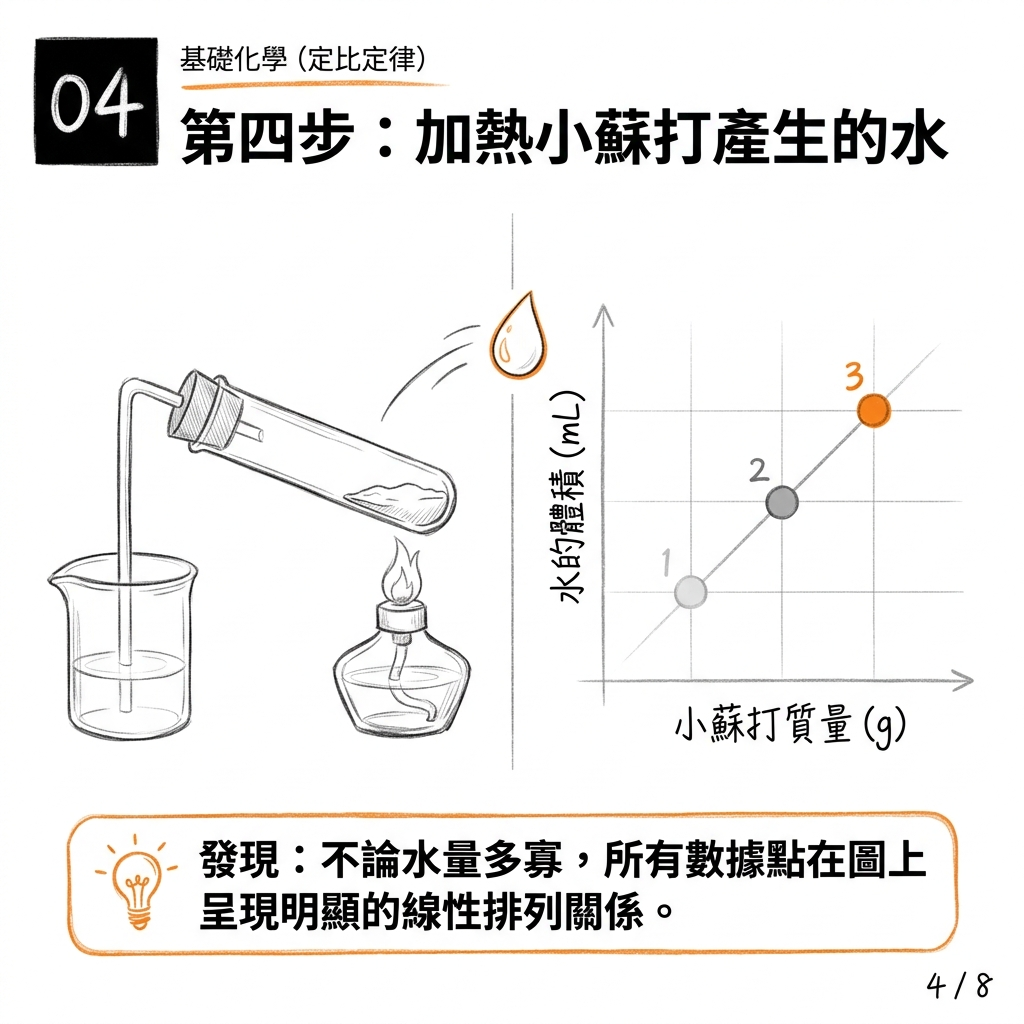 04
基礎化學（定比定律）
第四步：加熱小蘇打產生的水
水的體積 (mL)
1
2
3
小蘇打質量 (g)
發現：不論水量多寡，所有數據點在圖上
呈現明顯的線性排列關係。
4 / 8